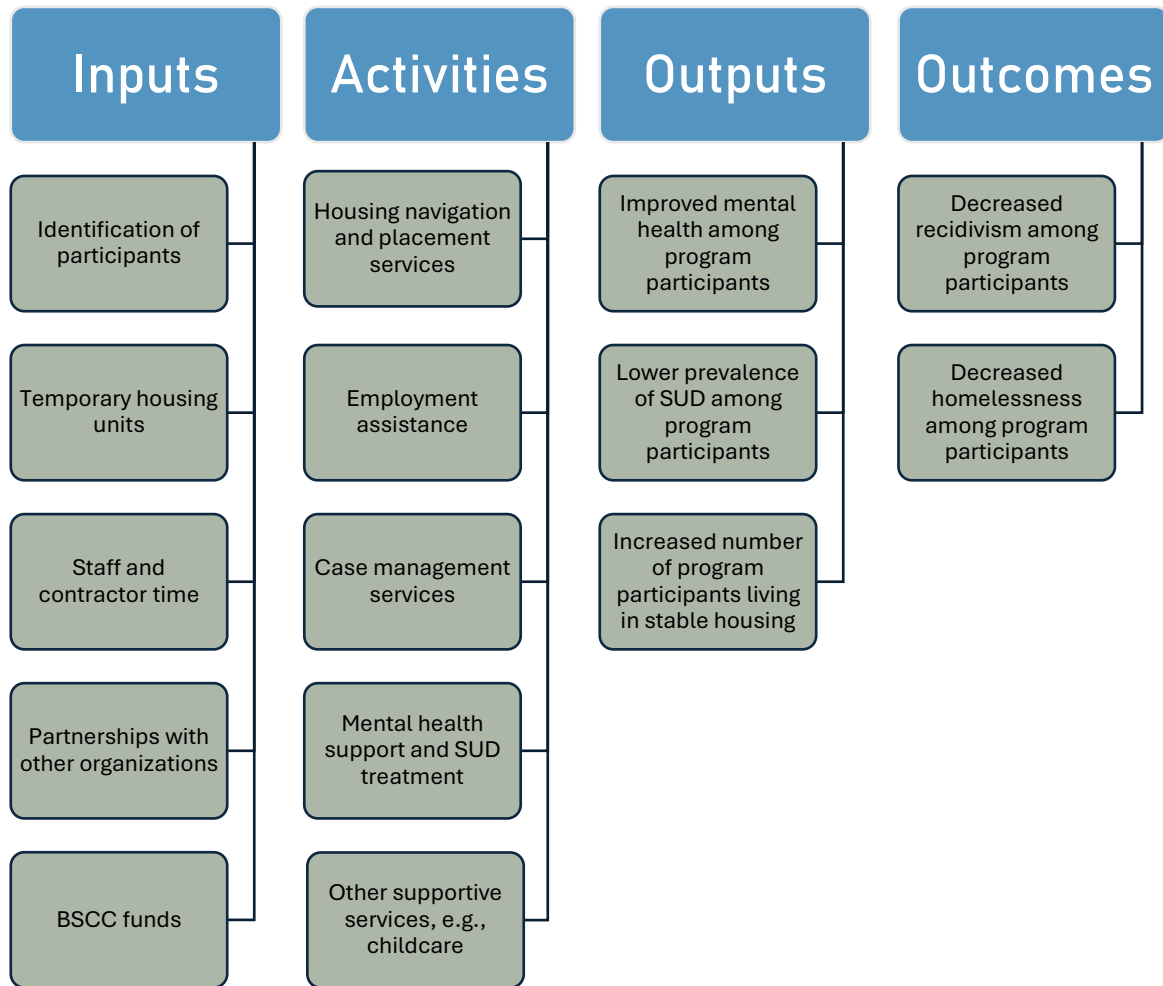 Inputs
Identification of
participants
Temporary housing
units
Staff and
contractor time
Partnerships with
other organizations
BSCC funds
Activities
Housing navigation
and placement
services
Employment
assistance
Case management
services
Mental health
support and SUD
treatment
Other supportive
services, e.g.,
childcare
Outputs
Improved mental
health among
program
participants
Lower prevalence
of SUD among
program
participants
Increased number
of program
participants living
in stable housing
Outcomes
Decreased
recidivism among
program
participants
Decreased
homelessness
among program
participants